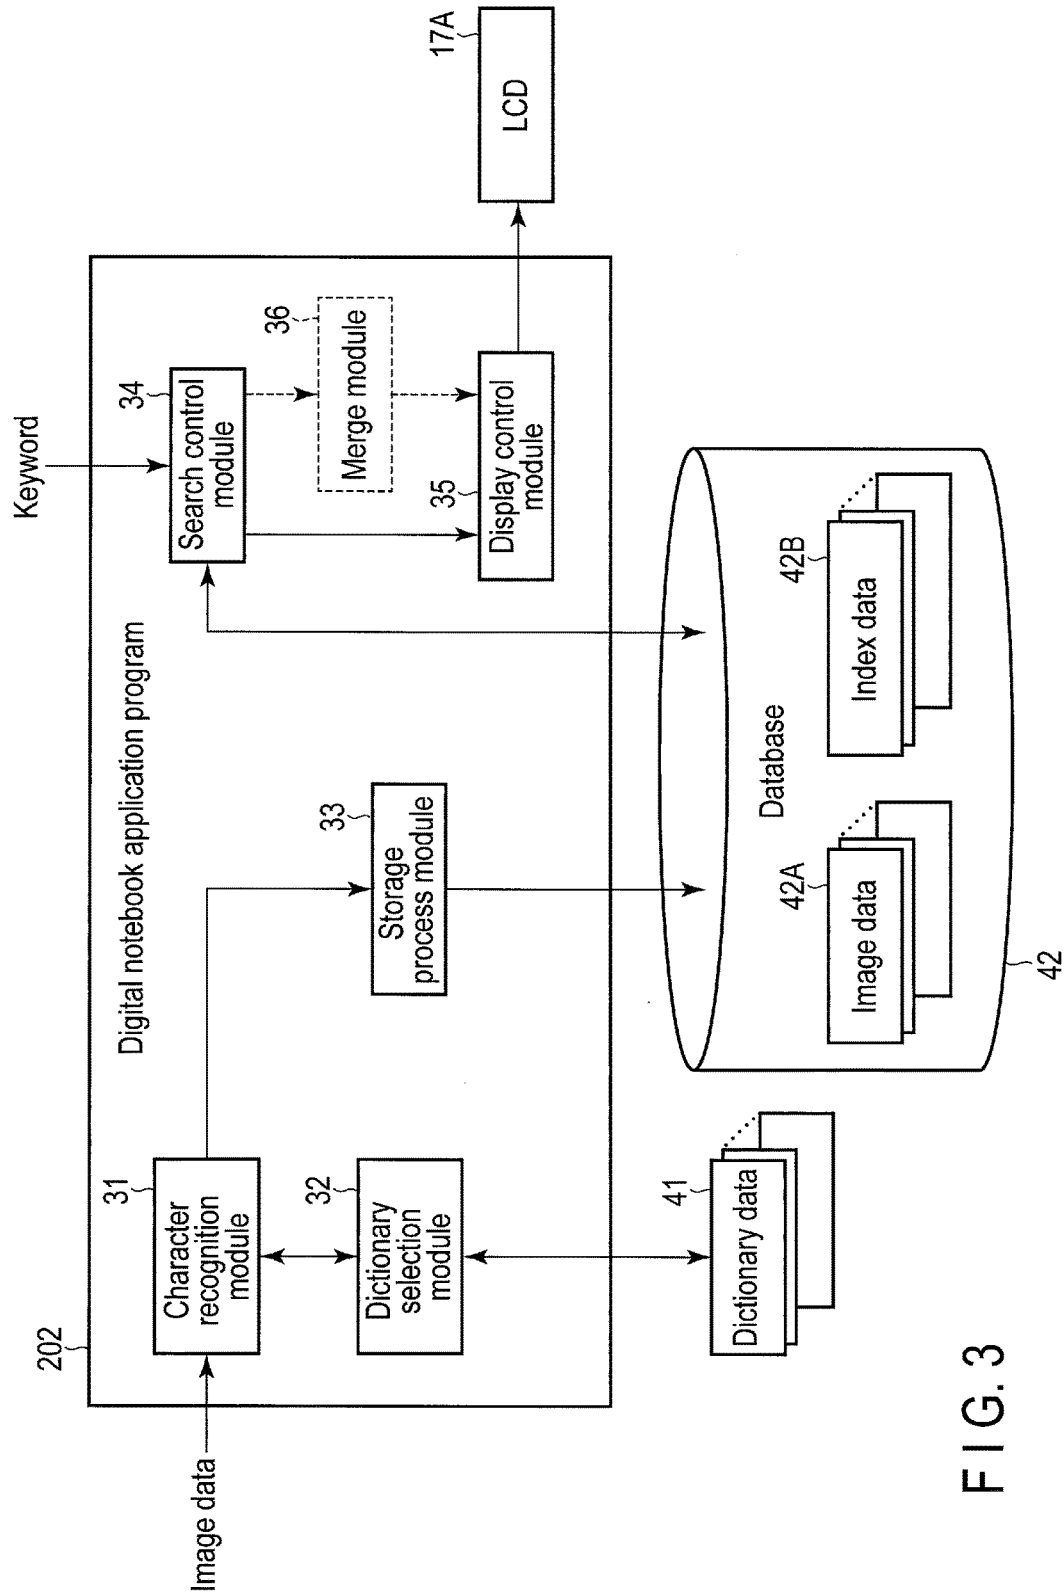 Digital notebook application program
202
Image data
31
Character
recognition
module
32
Dictionary
selection
module
33
Storage
process module
Keyword
34
Search control
module
36
Merge module
35
Display control
module
17A
LCD
41
Dictionary data
Database
42A
Image data
42B
Index data
42
FIG. 3